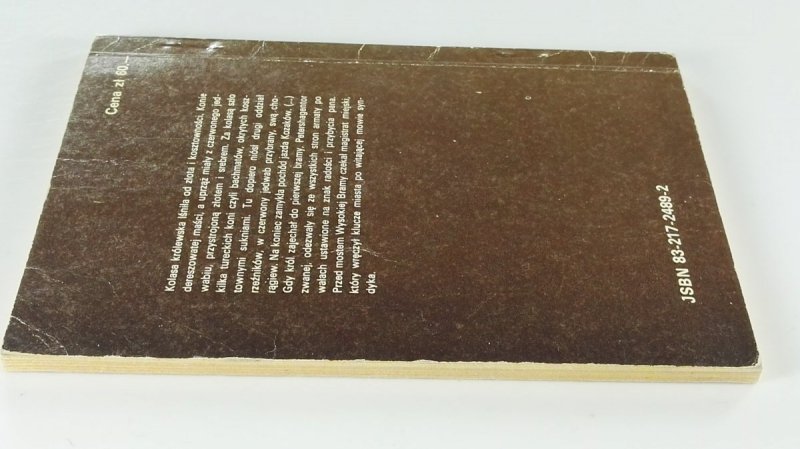 Cena zł 60.–
Kolasa królewska lśniła od złota i kosztowności. Konie
dereszowatej maści, a uprząż miały z czerwonego jed-
wabiu, przystrojoną złotem i srebrem. Za kolasą szło
kilka tureckich koni czyli bachmatów, okrytych kosz-
townymi sukniami. Tu dopiero niósł drugi oddział
rzeźników, w czerwony jedwab przybrany, swą cho-
rągiew. Na koniec zamykła pochód jazda Kozaków. (...)
Gdy król zajechał do pierwszej bramy, Petershagentor
zwanej, odezwały się ze wszystkich stron armaty po
wałach ustawione na znak radości i przybycia pana.
Przed mostem Wysokiej Bramy czekał magistrat miejski,
który wręczył klucze miasta po witającej mowie syn-
dyka.
JSBN 83-217-2489-2